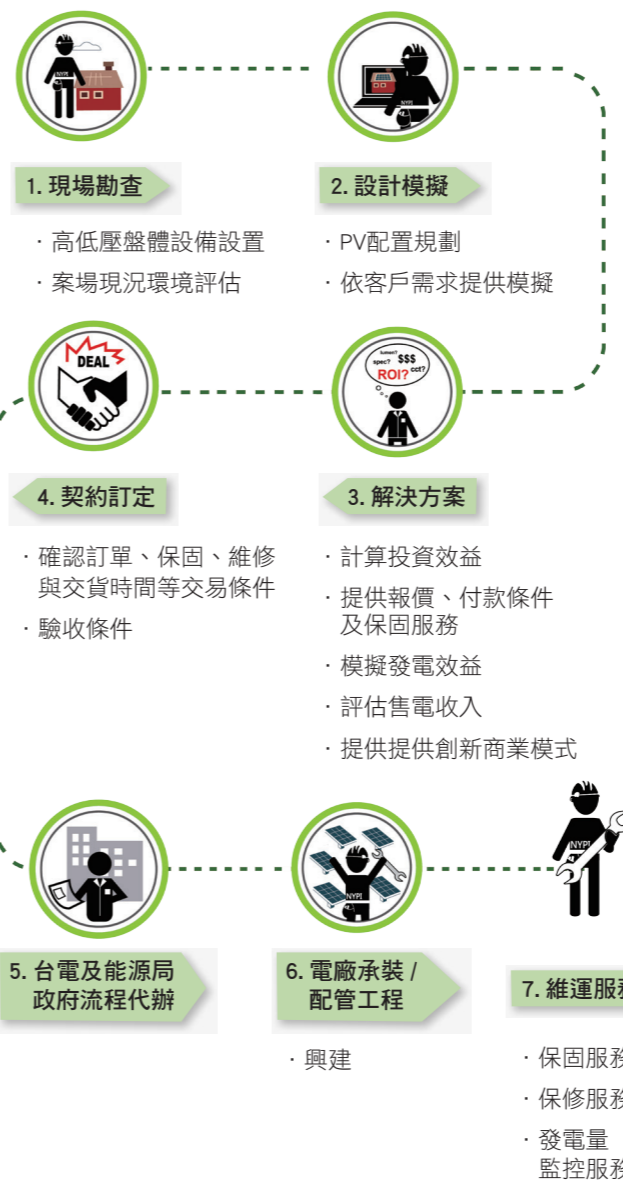 NYPI
NYPI
1. 現場勘查
· 高低壓盤體設備設置
· 案場現況環境評估
2. 設計模擬
· PV配置規劃
· 依客戶需求提供模擬
lumen?
spec? $$$
ROI? cct?
3. 解決方案
· 計算投資效益
· 提供報價、付款條件
及保固服務
· 模擬發電效益
· 評估售電收入
· 提供提供創新商業模式
DEAL
4. 契約訂定
· 確認訂單、保固、維修
與交貨時間等交易條件
· 驗收條件
5. 台電及能源局
政府流程代辦
NYPI
6. 電廠承裝 /
配管工程
· 興建
NYPI
7. 維運服
· 保固服
· 保修服
· 發電量
監控服